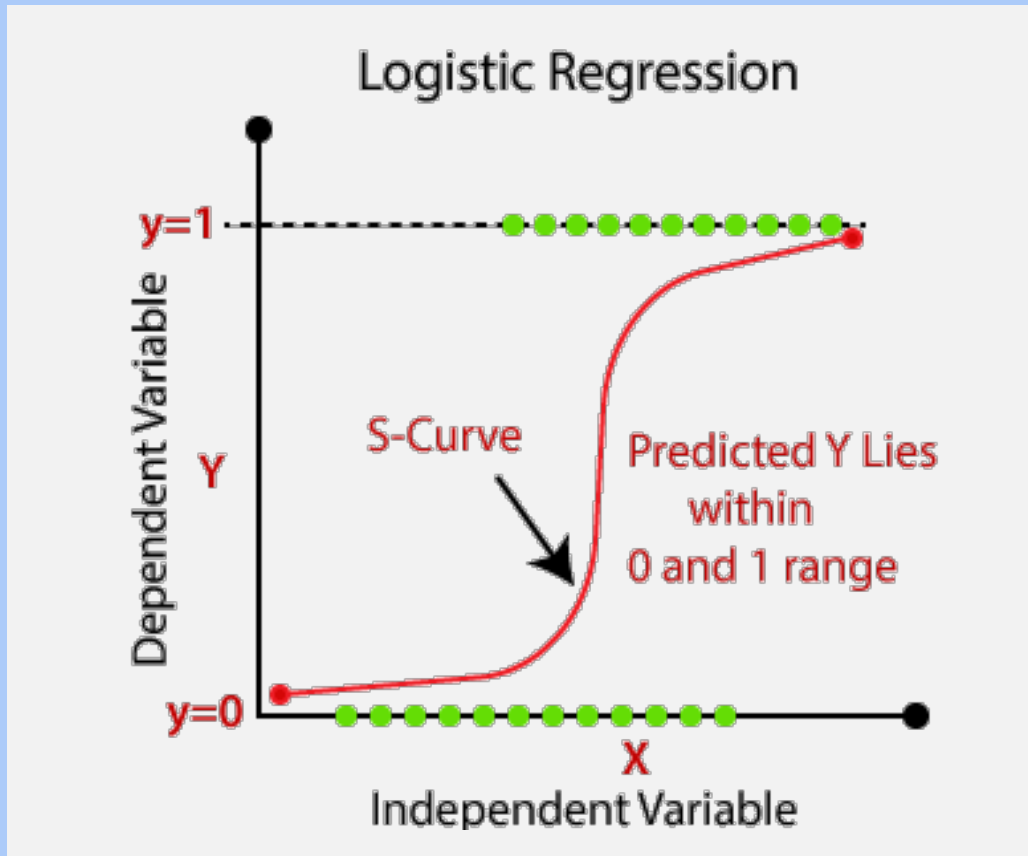 Logistic Regression
y=1
Dependent Variable
Y
S-Curve
Predicted Y Lies
within
0 and 1 range
y=0
X
Independent Variable